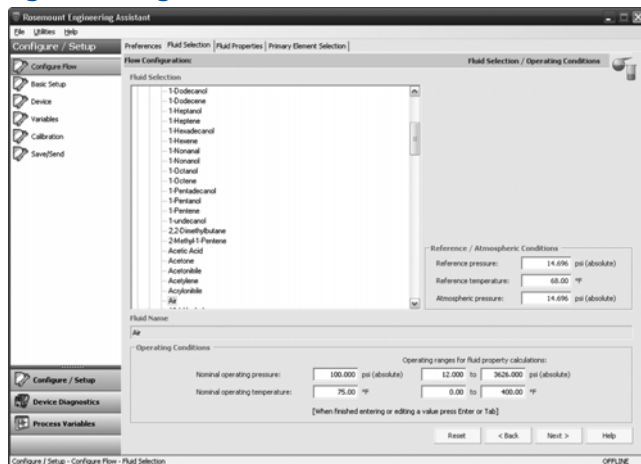 Rosemount Engineering Assistant
File Utilities Help
Configure / Setup
Preferences Fluid Selection Fluid Properties Primary Element Selection
Configure Flow
Basic Setup
Device
Variables
Calibration
Save/Send
Flow Configuration:
Fluid Selection / Operating Conditions
Fluid Selection
1-Dodecanol
1-Dodecene
1-Heptanol
1-Heptene
1-Hexadecanol
1-Hexene
1-Nonanal
1-Nonanol
1-Octanol
1-Octene
1-Pentadecanol
1-Pentanol
1-Pentene
1-undecanol
2,2-Dimethylbutane
2-Methyl-1-Pentene
Acetic Acid
Acetone
Acetonitrile
Acetylene
Acrylonitrile
Air
Reference / Atmospheric Conditions
Reference pressure: 14.696 psi (absolute)
Reference temperature: 68.00 °F
Atmospheric pressure: 14.696 psi (absolute)
Fluid Name
Air
Operating Conditions
Operating ranges for fluid property calculations:
Nominal operating pressure: 100.000 psi (absolute) 12.000 to 3626.000 psi (absolute)
Nominal operating temperature: 75.00 °F 0.00 to 400.00 °F
[When finished entering or editing a value press Enter or Tab]
Reset < Back Next > Help
Configure / Setup
Device Diagnostics
Process Variables
Configure / Setup - Configure Flow - Fluid Selection
OFFLINE